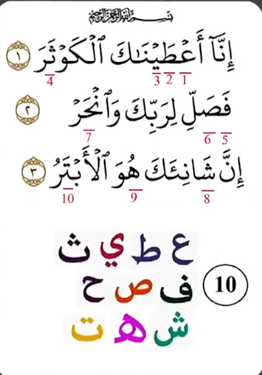 بِسْمِ اللَّهِ الرَّحْمَٰنِ الرَّحِيمِ
إِنَّآ أَعْطَيْنَٰكَ ٱلْكَوْثَرَ ١
1 2 3 4
فَصَلِّ لِرَبِّكَ وَٱنْحَرْ ٢
5 6 7
إِنَّ شَانِئَكَ هُوَ ٱلْأَبْتَرُ ٣
8 9 10
ع ط ي ث
ف ص ح
10
ش ه ت